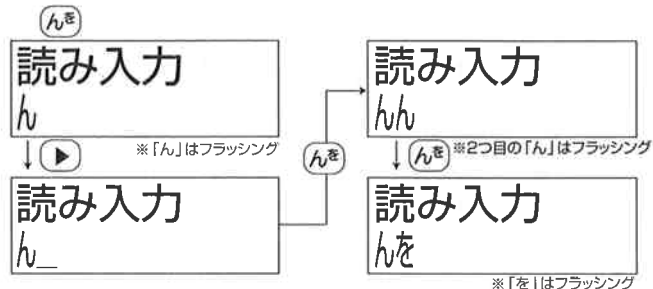 んを
読み入力
ん
※「ん」はフラッシング
読み入力
ん_
んを
読み入力
んん
んを
※2つ目の「ん」はフラッシング
読み入力
んを
※「を」はフラッシング